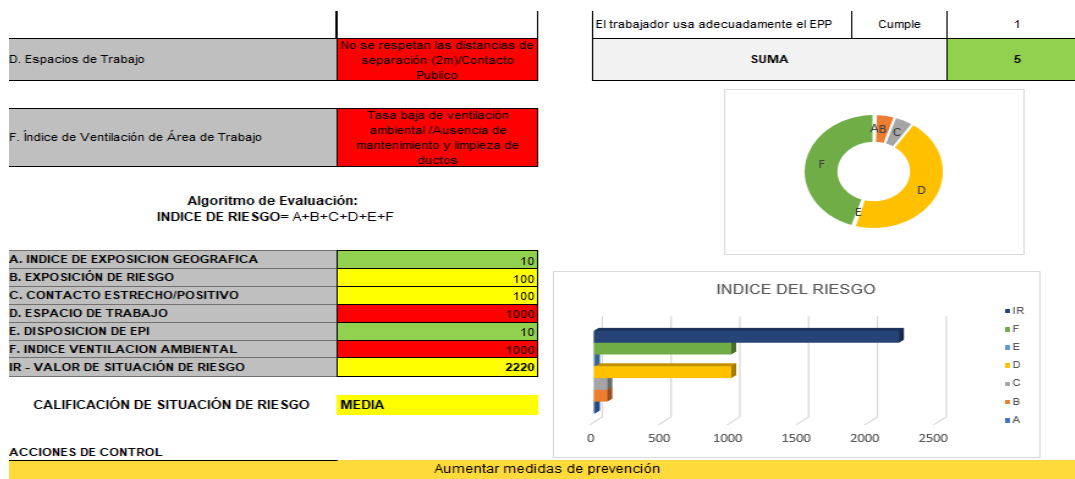 El trabajador usa adecuadamente el EPP Cumple 1
D. Espacios de Trabajo
No se respetan las distancias de
separación (2m)/Contacto
Publico
SUMA 5
F. Índice de Ventilación de Área de Trabajo
Tasa baja de ventilación
ambiental /Ausencia de
mantenimiento y limpieza de
ductos
A B C
D
E
F
Algoritmo de Evaluación:
INDICE DE RIESGO= A+B+C+D+E+F
A. INDICE DE EXPOSICION GEOGRAFICA 10
B. EXPOSICIÓN DE RIESGO 100
C. CONTACTO ESTRECHO/POSITIVO 100
D. ESPACIO DE TRABAJO 1000
E. DISPOSICION DE EPI 10
F. INDICE VENTILACION AMBIENTAL 1000
IR - VALOR DE SITUACIÓN DE RIESGO 2220
INDICE DEL RIESGO
IR
F
E
D
C
B
A
0 500 1000 1500 2000 2500
CALIFICACIÓN DE SITUACIÓN DE RIESGO MEDIA
ACCIONES DE CONTROL
Aumentar medidas de prevención